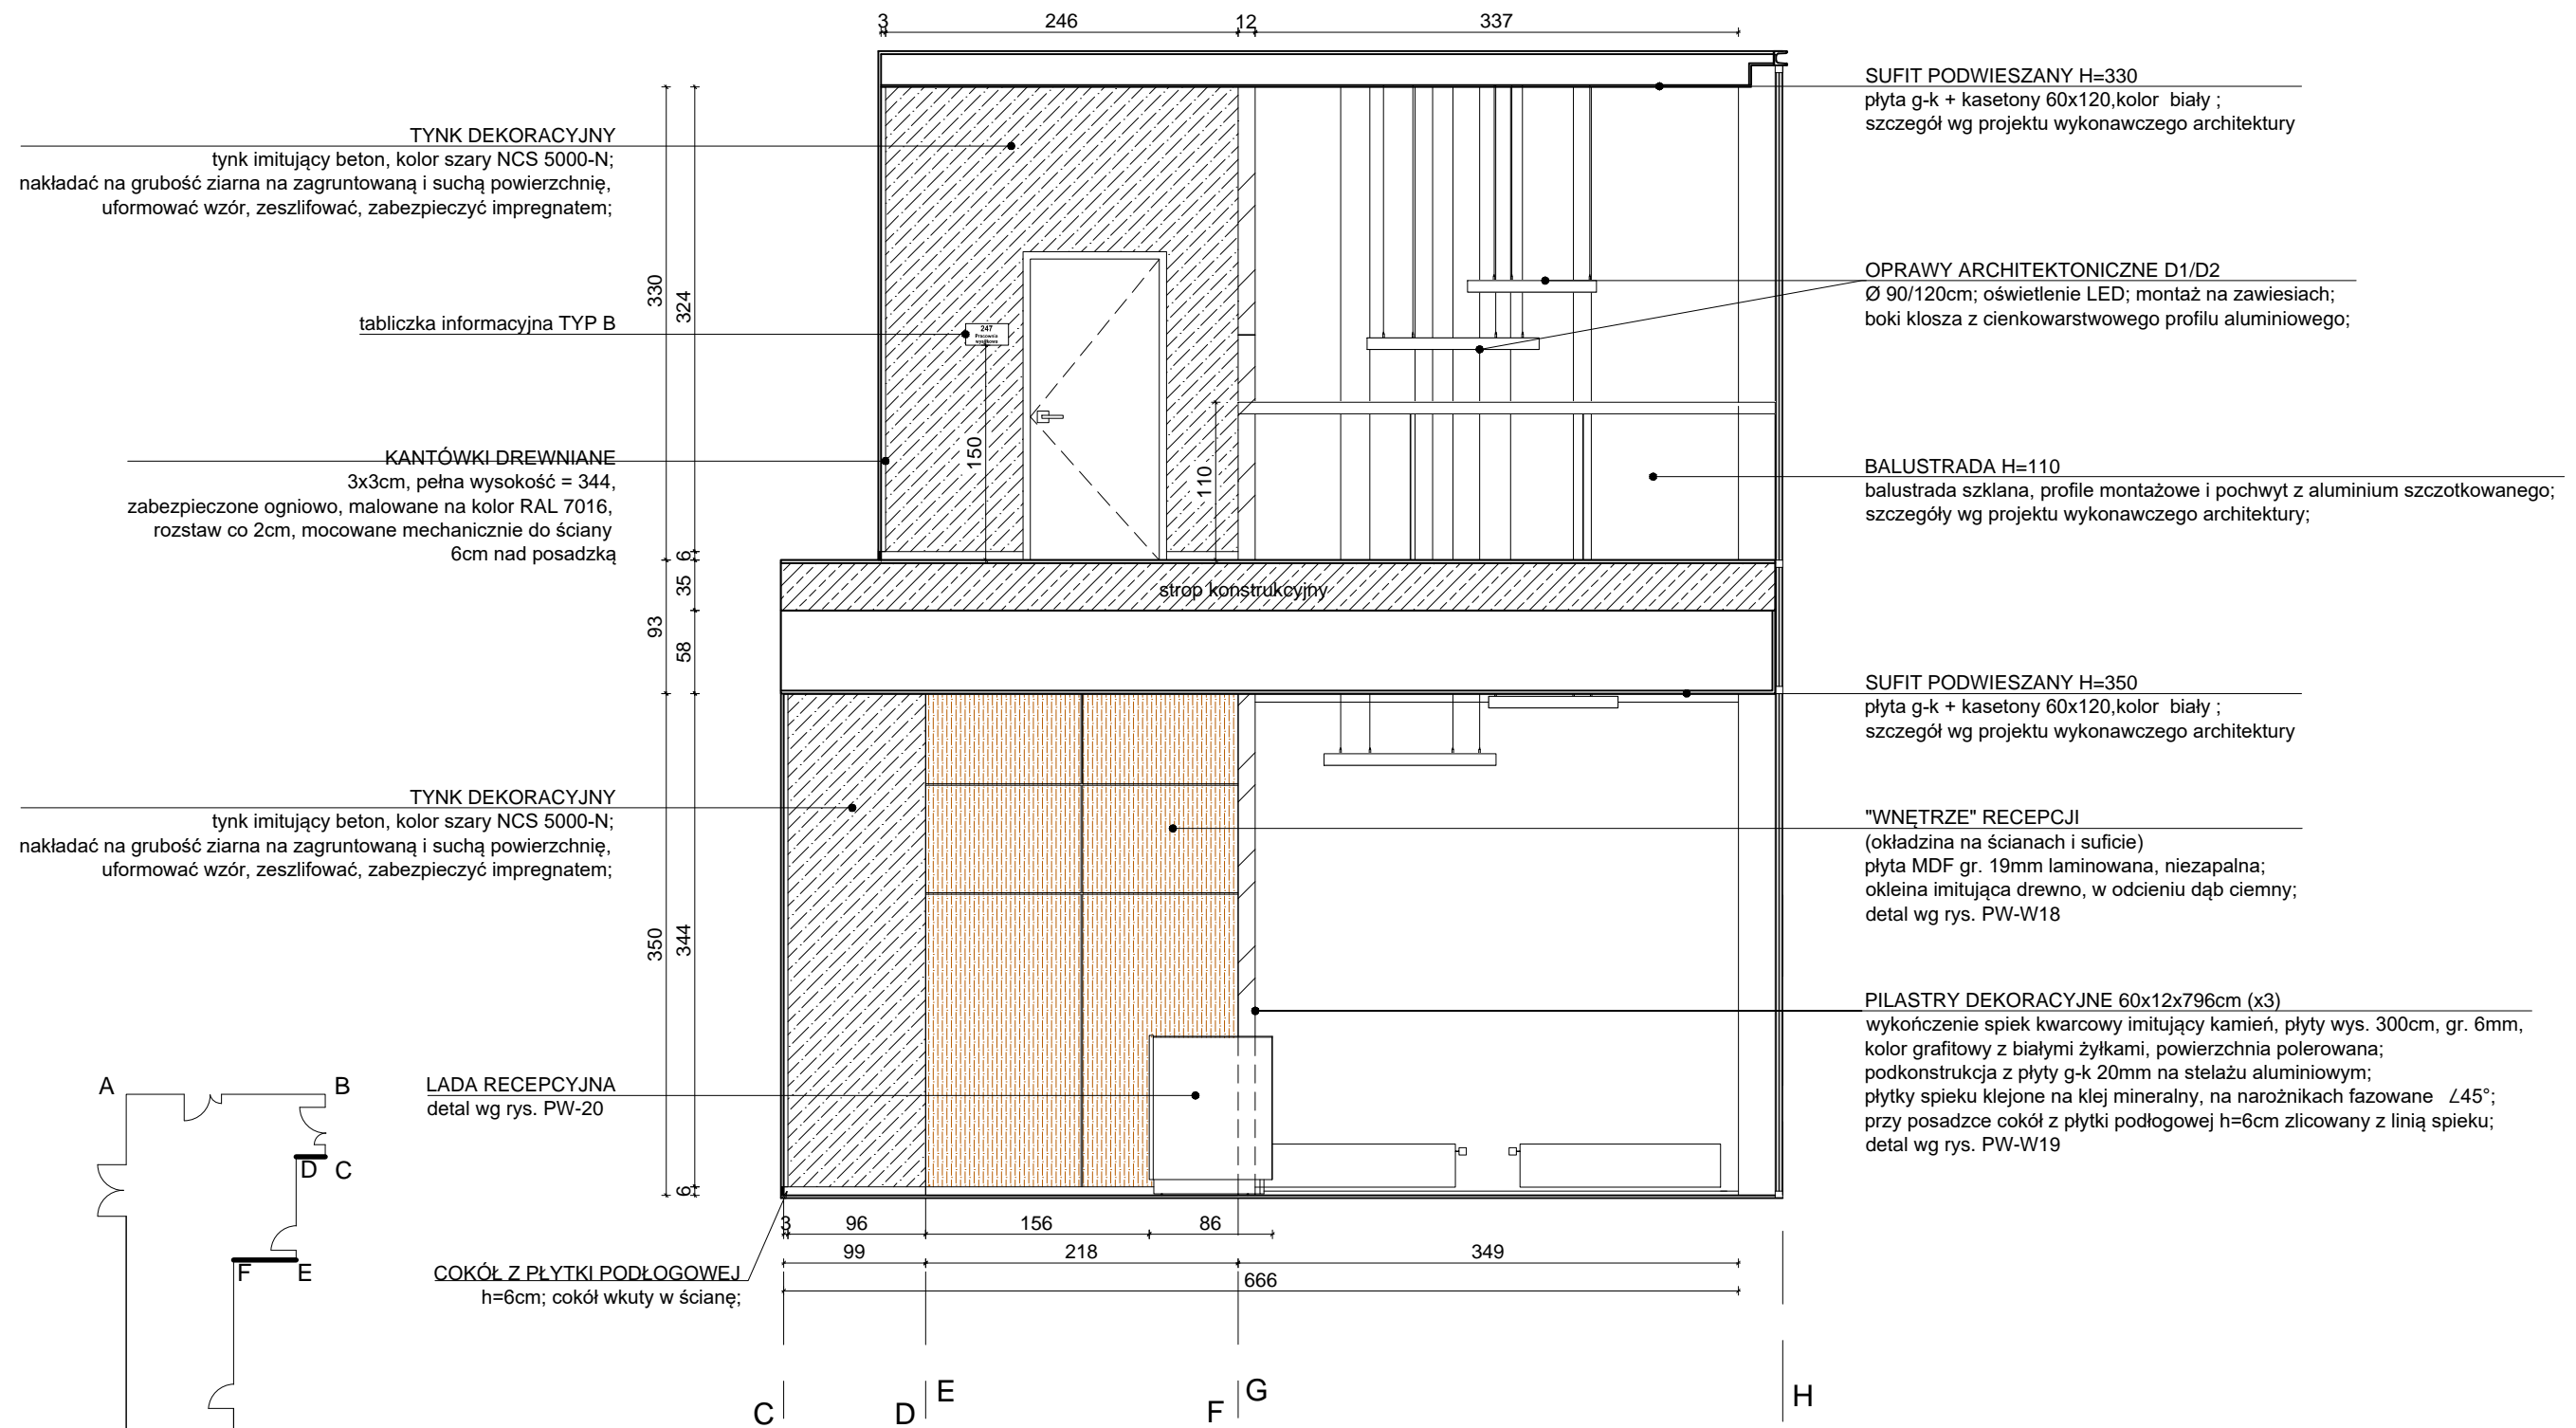 3 246 12 337
TYNK DEKORACYJNY
tynk imitujący beton, kolor szary NCS 5000-N;
nakładać na grubość ziarna na zagruntowaną i suchą powierzchnię,
uformować wzór, zeszlifować, zabezpieczyć impregnatem;
tabliczka informacyjna TYP B
KANTÓWKI DREWNIANE
3x3cm, pełna wysokość = 344,
zabezpieczone ogniowo, malowane na kolor RAL 7016,
rozstaw co 2cm, mocowane mechanicznie do ściany
6cm nad posadzką
330
324
6
35
93
58
247
Pracownia
wysiłkowa
150
110
strop konstrukcyjny
SUFIT PODWIESZANY H=330
płyta g-k + kasetony 60x120,kolor biały ;
szczegół wg projektu wykonawczego architektury
OPRAWY ARCHITEKTONICZNE D1/D2
Ø 90/120cm; oświetlenie LED; montaż na zawiesiach;
boki klosza z cienkowarstwowego profilu aluminiowego;
BALUSTRADA H=110
balustrada szklana, profile montażowe i pochwyt z aluminium szczotkowanego;
szczegóły wg projektu wykonawczego architektury;
SUFIT PODWIESZANY H=350
płyta g-k + kasetony 60x120,kolor biały ;
szczegół wg projektu wykonawczego architektury
TYNK DEKORACYJNY
tynk imitujący beton, kolor szary NCS 5000-N;
nakładać na grubość ziarna na zagruntowaną i suchą powierzchnię,
uformować wzór, zeszlifować, zabezpieczyć impregnatem;
350
344
6
"WNĘTRZE" RECEPCJI
(okładzina na ścianach i suficie)
płyta MDF gr. 19mm laminowana, niezapalna;
okleina imitująca drewno, w odcieniu dąb ciemny;
detal wg rys. PW-W18
PILASTRY DEKORACYJNE 60x12x796cm (x3)
wykończenie spiek kwarcowy imitujący kamień, płyty wys. 300cm, gr. 6mm,
kolor grafitowy z białymi żyłkami, powierzchnia polerowana;
podkonstrukcja z płyty g-k 20mm na stelażu aluminiowym;
płytky spieku klejone na klej mineralny, na narożnikach fazowane ∠45°;
przy posadzce cokół z płytki podłogowej h=6cm zlicowany z linią spieku;
detal wg rys. PW-W19
LADA RECEPCYJNA
detal wg rys. PW-20
A B
D C
F E
3 96 156 86
99 218 349
666
COKÓŁ Z PŁYTKI PODŁOGOWEJ
h=6cm; cokół wkuty w ścianę;
C D E F G H